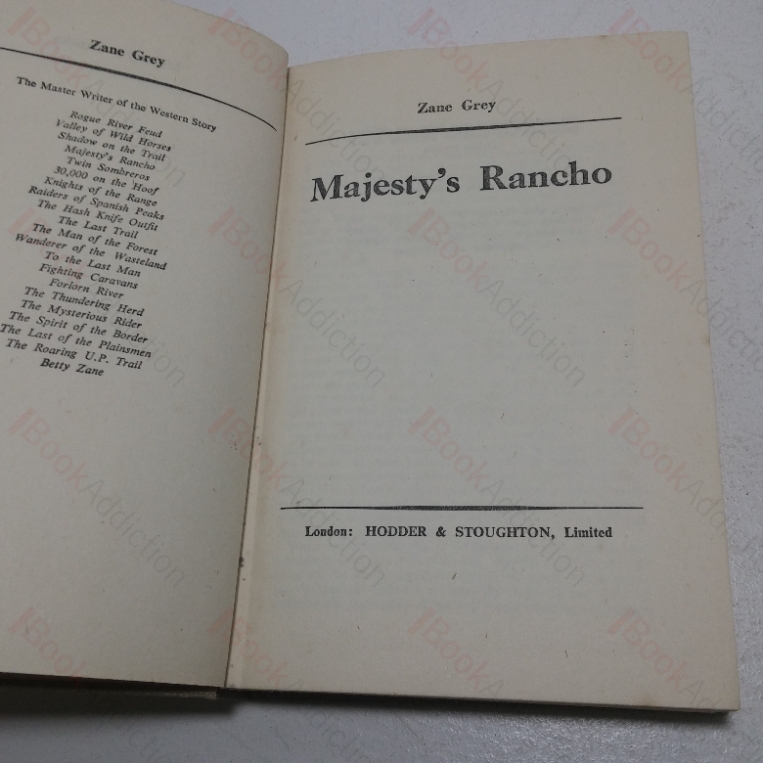 Zane Grey
The Master Writer of the Western Story
Rogue River Feud
Valley of Wild Horses
Shadow on the Trail
Majesty's Rancho
Twin Sombreros
30,000 on the Hoof
Knights of the Range
Raiders of Spanish Peaks
The Hash Knife Outfit
The Last Trail
The Man of the Forest
Wanderer of the Wasteland
To the Last Man
Fighting Caravans
Forlorn River
The Thundering Herd
The Mysterious Rider
The Spirit of the Border
The Last of the Plainsmen
The Roaring U.P. Trail
Betty Zane
Zane Grey
Majesty's Rancho
London: HODDER & STOUGHTON, Limited
BookAddiction